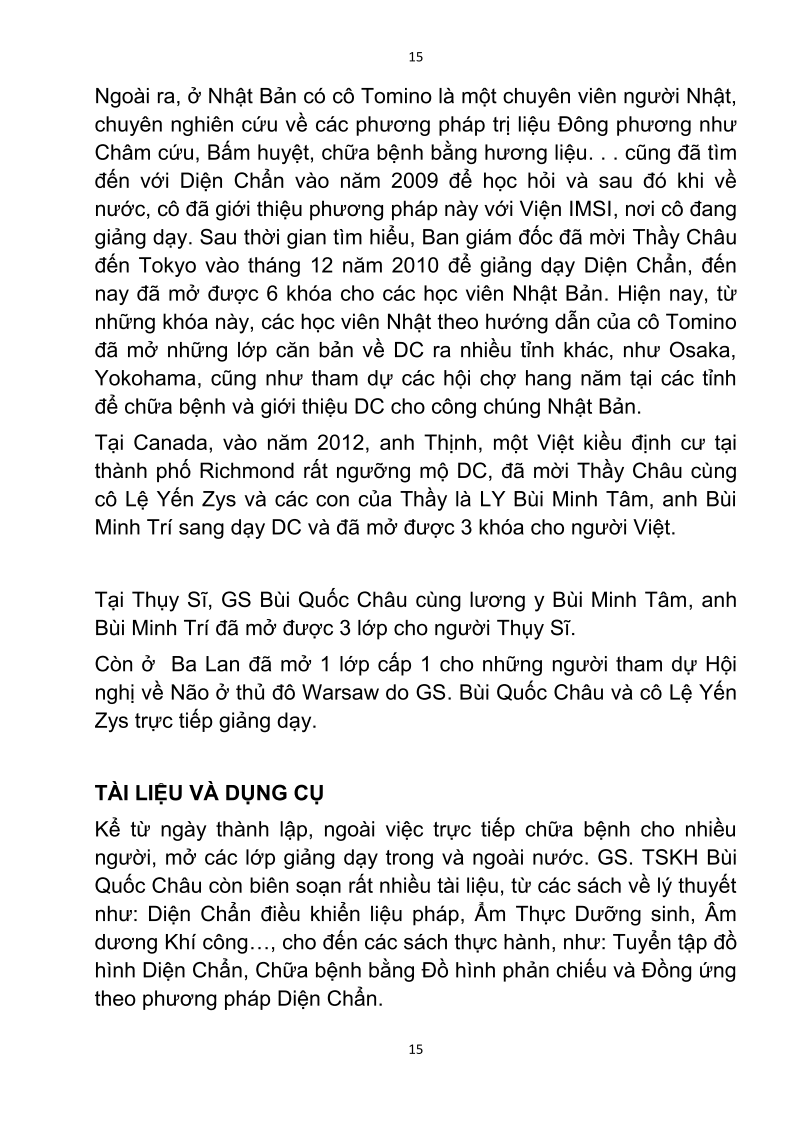 15
Ngoài ra, ở Nhật Bản có cô Tomino là một chuyên viên người Nhật,
chuyên nghiên cứu về các phương pháp trị liệu Đông phương như
Châm cứu, Bấm huyệt, chữa bệnh bằng hương liệu. . . cũng đã tìm
đến với Diện Chẩn vào năm 2009 để học hỏi và sau đó khi về
nước, cô đã giới thiệu phương pháp này với Viện IMSI, nơi cô đang
giảng dạy. Sau thời gian tìm hiểu, Ban giám đốc đã mời Thầy Châu
đến Tokyo vào tháng 12 năm 2010 để giảng dạy Diện Chẩn, đến
nay đã mở được 6 khóa cho các học viên Nhật Bản. Hiện nay, từ
những khóa này, các học viên Nhật theo hướng dẫn của cô Tomino
đã mở những lớp căn bản về DC ra nhiều tỉnh khác, như Osaka,
Yokohama, cũng như tham dự các hội chợ hang năm tại các tỉnh
để chữa bệnh và giới thiệu DC cho công chúng Nhật Bản.
Tại Canada, vào năm 2012, anh Thịnh, một Việt kiều định cư tại
thành phố Richmond rất ngưỡng mộ DC, đã mời Thầy Châu cùng
cô Lệ Yến Zys và các con của Thầy là LY Bùi Minh Tâm, anh Bùi
Minh Trí sang dạy DC và đã mở được 3 khóa cho người Việt.
Tại Thụy Sĩ, GS Bùi Quốc Châu cùng lương y Bùi Minh Tâm, anh
Bùi Minh Trí đã mở được 3 lớp cho người Thụy Sĩ.
Còn ở  Ba Lan đã mở 1 lớp cấp 1 cho những người tham dự Hội
nghị về Não ở thủ đô Warsaw do GS. Bùi Quốc Châu và cô Lệ Yến
Zys trực tiếp giảng dạy.
TÀI LIỆU VÀ DỤNG CỤ
Kể từ ngày thành lập, ngoài việc trực tiếp chữa bệnh cho nhiều
người, mở các lớp giảng dạy trong và ngoài nước. GS. TSKH Bùi
Quốc Châu còn biên soạn rất nhiều tài liệu, từ các sách về lý thuyết
như: Diện Chẩn điều khiển liệu pháp, Ẩm Thực Dưỡng sinh, Âm
dương Khí công…, cho đến các sách thực hành, như: Tuyển tập đồ
hình Diện Chẩn, Chữa bệnh bằng Đồ hình phản chiếu và Đồng ứng
theo phương pháp Diện Chẩn.
15